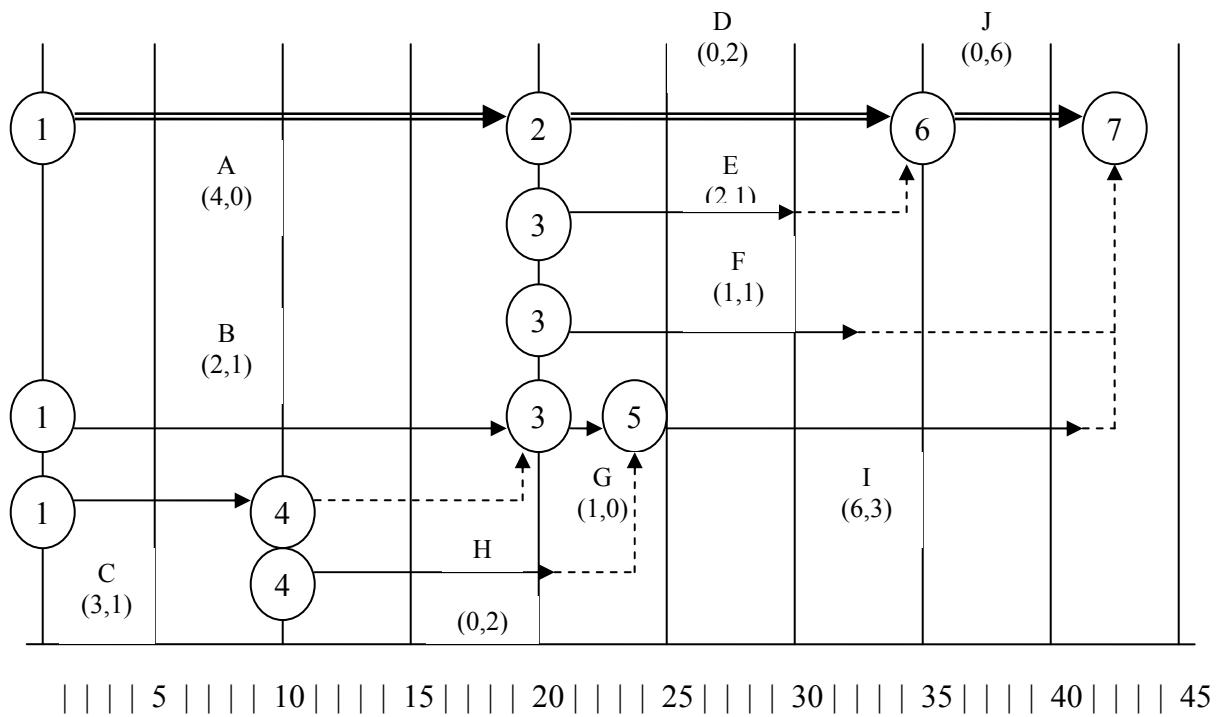 D
(0,2)
J
(0,6)
1
2
6
7
A
(4,0)
E
(2,1)
3
F
(1,1)
3
B
(2,1)
1
3
5
1
4
G
(1,0)
I
(6,3)
H
C
(3,1)
4
(0,2)
| | | | 5 | | | | 10 | | | | 15 | | | | 20 | | | | 25 | | | | 30 | | | | 35 | | | | 40 | | | | 45